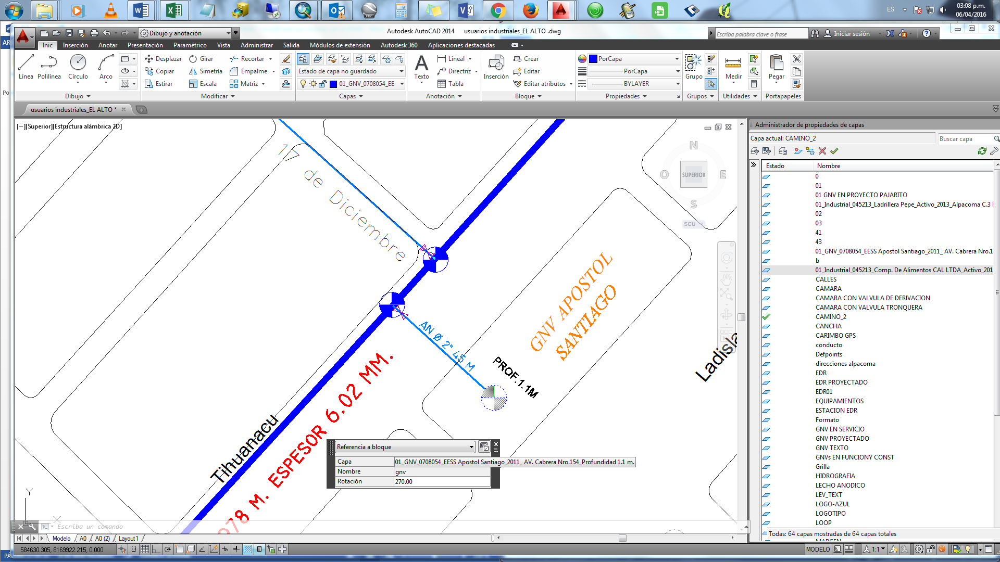 ES
03:08 p.m.
06/04/2016
Dibujo y anotación
Autodesk AutoCAD 2014
usuarios industriales_EL ALTO .dwg
Escriba palabra clave o frase
Iniciar sesión
Inic
Inserción
Anotar
Presentación
Paramétrico
Vista
Administrar
Salida
Módulos de extensión
Autodesk 360
Aplicaciones destacadas
Línea
Polilínea
Círculo
Arco
Desplazar
Girar
Recortar
Copiar
Simetría
Empalme
Estirar
Escala
Matriz
Estado de capa no guardado
01_GNV_0708054_EE
Texto
Lineal
Directriz
Tabla
Inserción
Crear
Editar
Editar atributos
PorCapa
PorCapa
BYLAYER
Grupo
Medir
Pegar
Dibujo
Modificar
Capas
Anotación
Bloque
Propiedades
Grupos
Utilidades
Portapapeles
usuarios industriales_EL ALTO *
[−][Superior][Estructura alámbrica 2D]
17 de Diciembre
N
O
SUPERIOR
E
S
SCU
GNV APOSTOL
SANTIAGO
AN Ø 2" 45 M
PROF.1.1M
Ladisla
Tihuanacu
078 M. ESPESOR 6.02 MM.
Referencia a bloque
Capa
01_GNV_0708054_EESS Apostol Santiago_2011_ AV. Cabrera Nro.154_Profundidad 1.1 m.
Nombre
gnv
Rotación
270.00
Y
X
Escriba un comando
Modelo
A0
A0 (2)
Layout1
584630.305, 8169922.215, 0.000
MODELO
1:1
Administrador de propiedades de capas
Capa actual: CAMINO_2
Buscar capa
Estado
Nombre
0
01
01 GNV EN PROYECTO PAJARITO
01_Industrial_045213_Ladrillera Pepe_Activo_2013_Alpacoma C.3
02
03
41
43
01_GNV_0708054_EESS Apostol Santiago_2011_ AV. Cabrera Nro.1
b
01_Industrial_045213_Comp. De Alimentos CAL LTDA_Activo_201
CALLES
CAMARA
CAMARA CON VALVULA DE DERIVACION
CAMARA CON VALVULA TRONQUERA
CAMINO_2
CANCHA
CARIMBO GPS
conducto
Defpoints
direcciones alpacoma
EDR
EDR PROYECTADO
EDR01
EQUIPAMIENTOS
ESTACION EDR
Formato
GNV EN SERVICIO
GNV PROYECTADO
GNV TEXTO
GNVs EN FUNCIONY CONST
Grilla
HIDROGRAFIA
LECHO ANODICO
LEV_TEXT
LOGO-AZUL
LOGOTIPO
LOOP
Todas: 64 capas mostradas de 64 capas totales